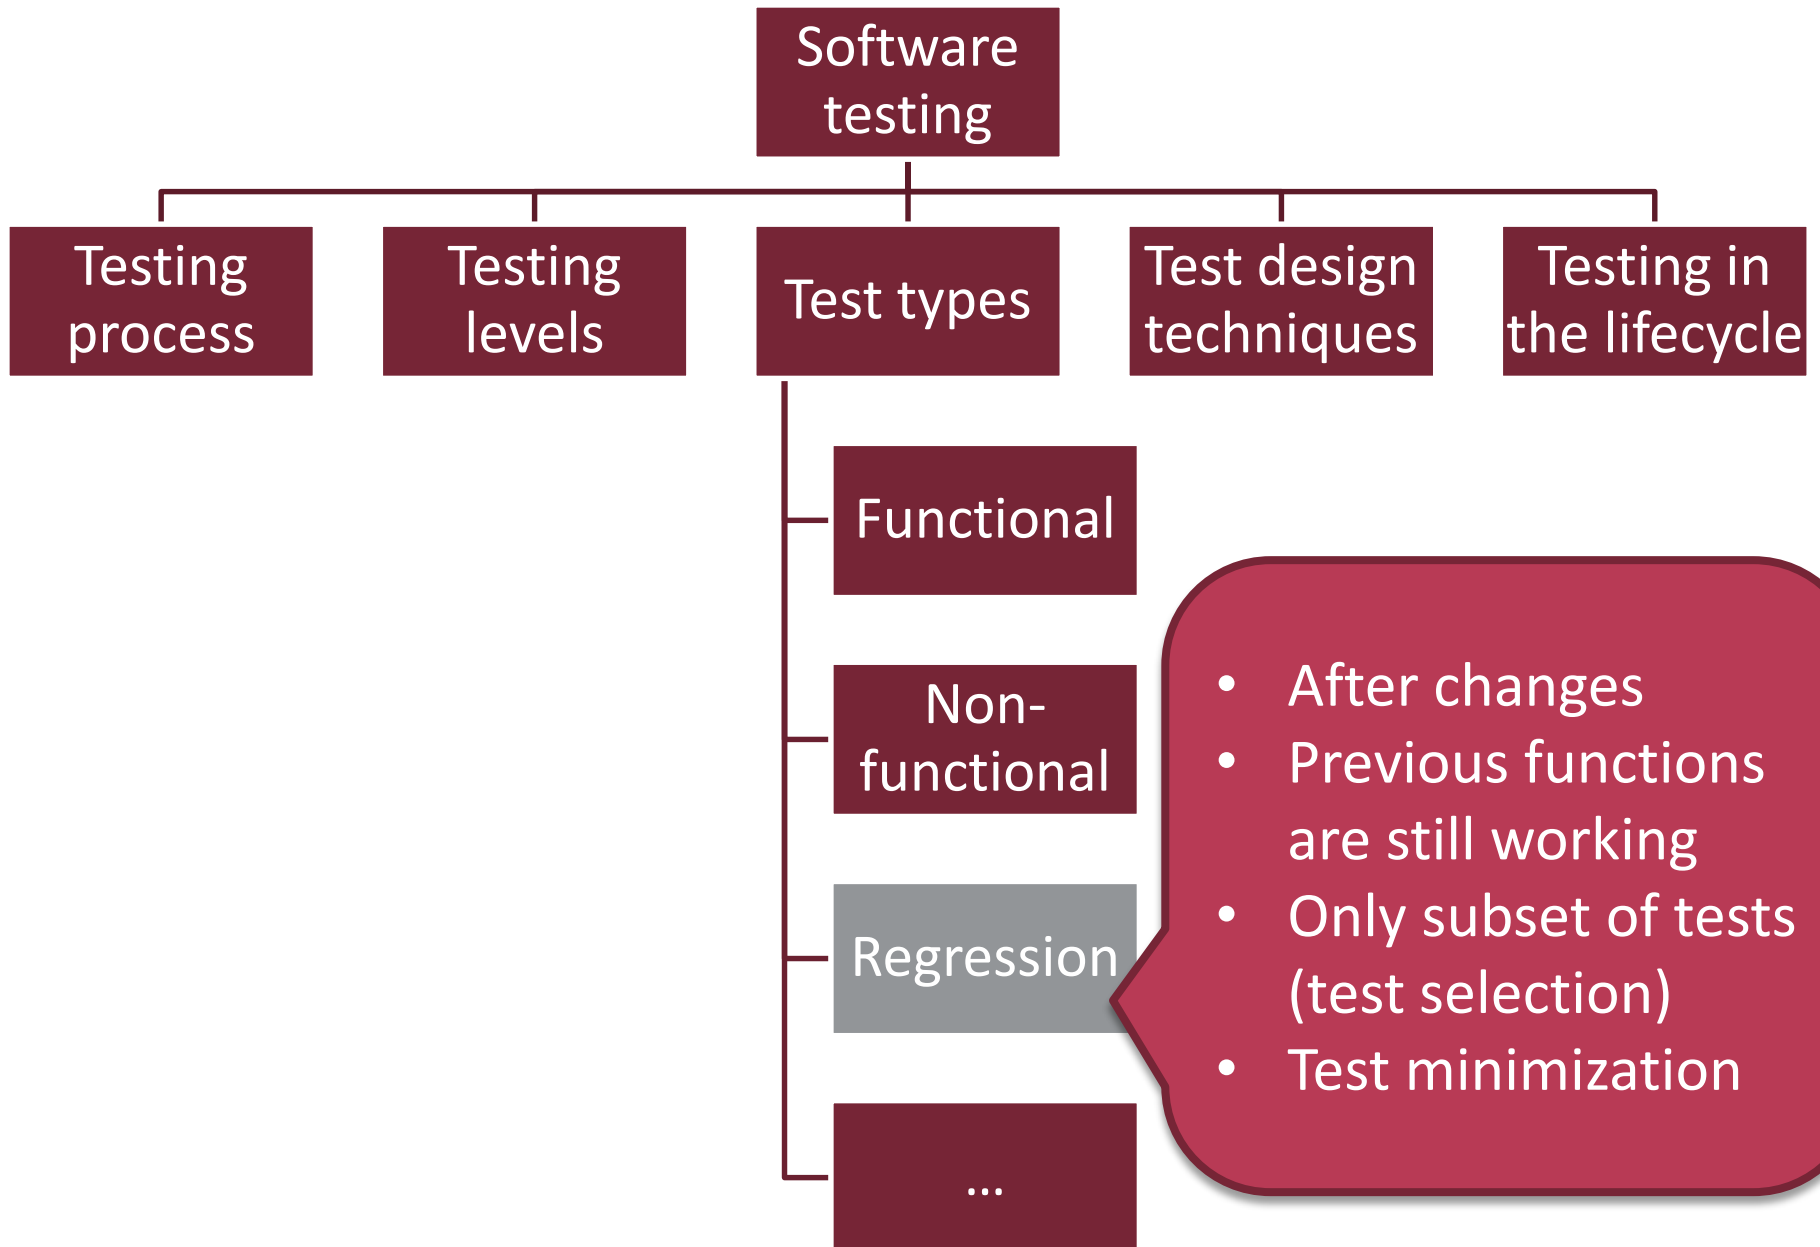 Software
testing
Testing
process
Testing
levels
Test types
Test design
techniques
Testing in
the lifecycle
Functional
Non-
functional
Regression
...
• After changes
• Previous functions
are still working
• Only subset of tests
(test selection)
• Test minimization